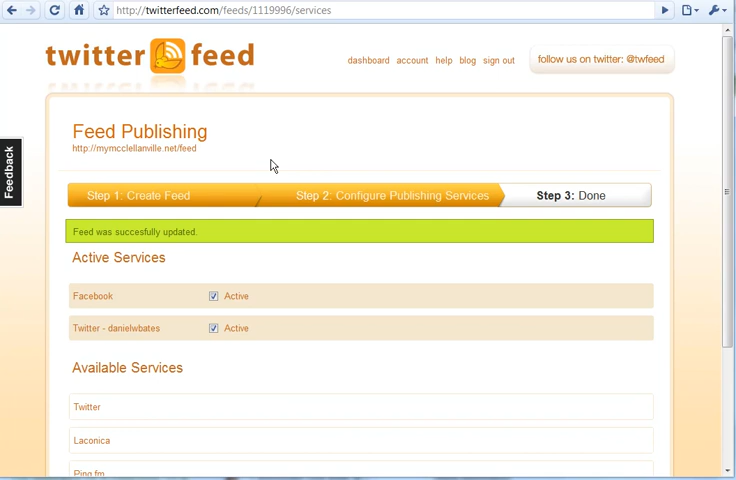 http://twitterfeed.com/feeds/1119996/services
twitter feed
dashboard account help blog sign out
follow us on twitter: @twfeed
Feed Publishing
http://mymcclellanville.net/feed
Feedback
Step 1: Create Feed
Step 2: Configure Publishing Services
Step 3: Done
Feed was succesfully updated.
Active Services
Facebook Active
Twitter - danielwbates Active
Available Services
Twitter
Laconica
Ping.fm